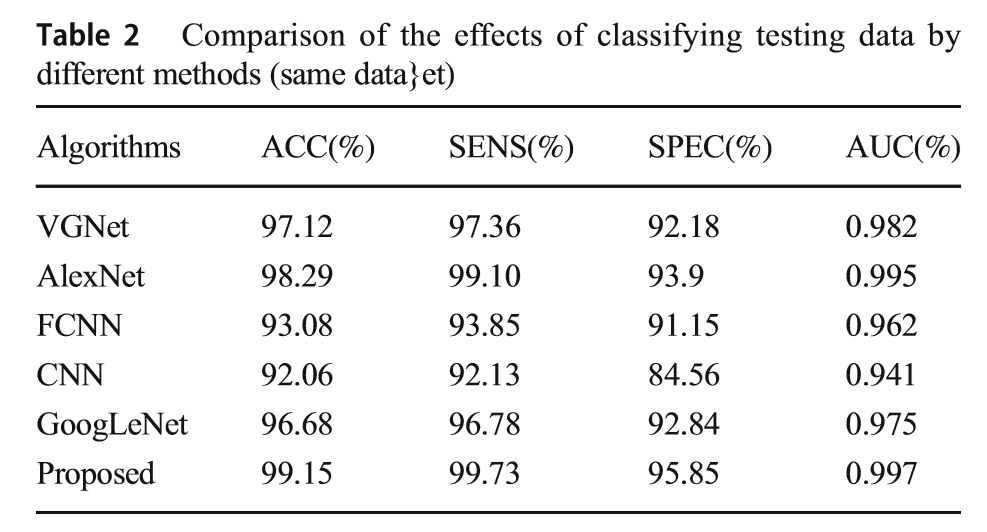 Table 2 Comparison of the effects of classifying testing data by
different methods (same data}et)
Algorithms ACC(%) SENS(%) SPEC(%) AUC(%)
VGNet 97.12 97.36 92.18 0.982
AlexNet 98.29 99.10 93.9 0.995
FCNN 93.08 93.85 91.15 0.962
CNN 92.06 92.13 84.56 0.941
GoogLeNet 96.68 96.78 92.84 0.975
Proposed 99.15 99.73 95.85 0.997